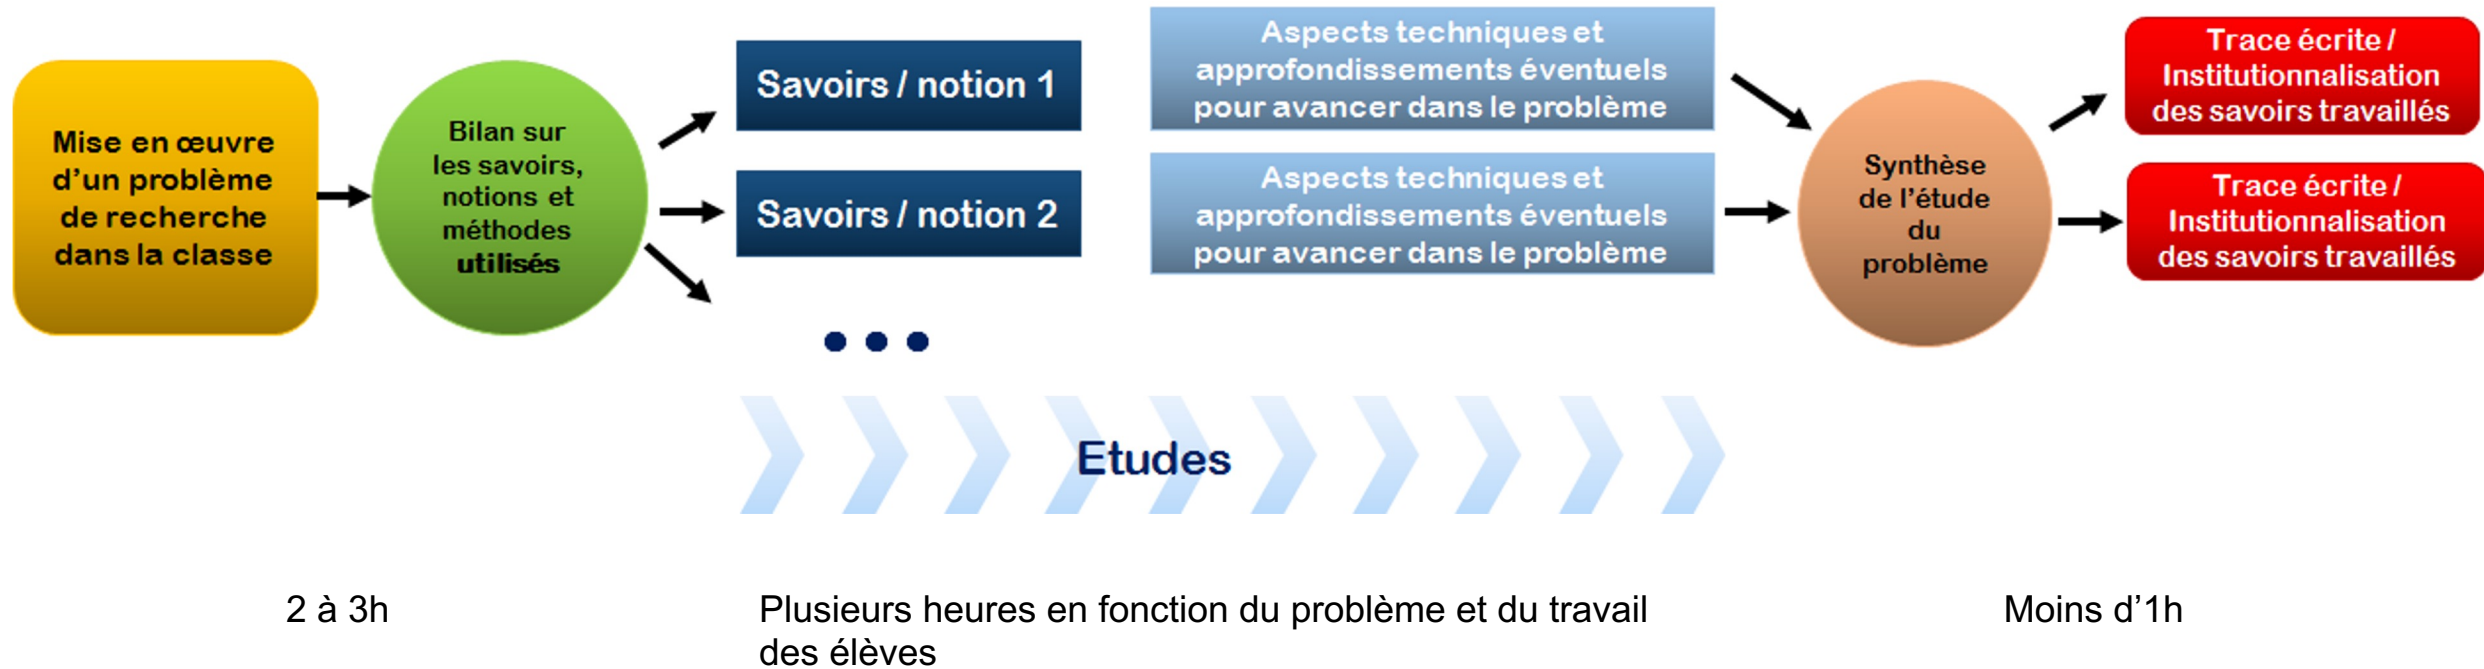 Mise en œuvre
d'un problème
de recherche
dans la classe
Bilan sur
les savoirs,
notions et
méthodes
utilisés
Savoirs / notion 1
Savoirs / notion 2
Aspects techniques et
approfondissements éventuels
pour avancer dans le problème
Aspects techniques et
approfondissements éventuels
pour avancer dans le problème
Synthèse
de l'étude
du
problème
Trace écrite /
Institutionnalisation
des savoirs travaillés
Trace écrite /
Institutionnalisation
des savoirs travaillés
Etudes
2 à 3h
Plusieurs heures en fonction du problème et du travail
des élèves
Moins d'1h